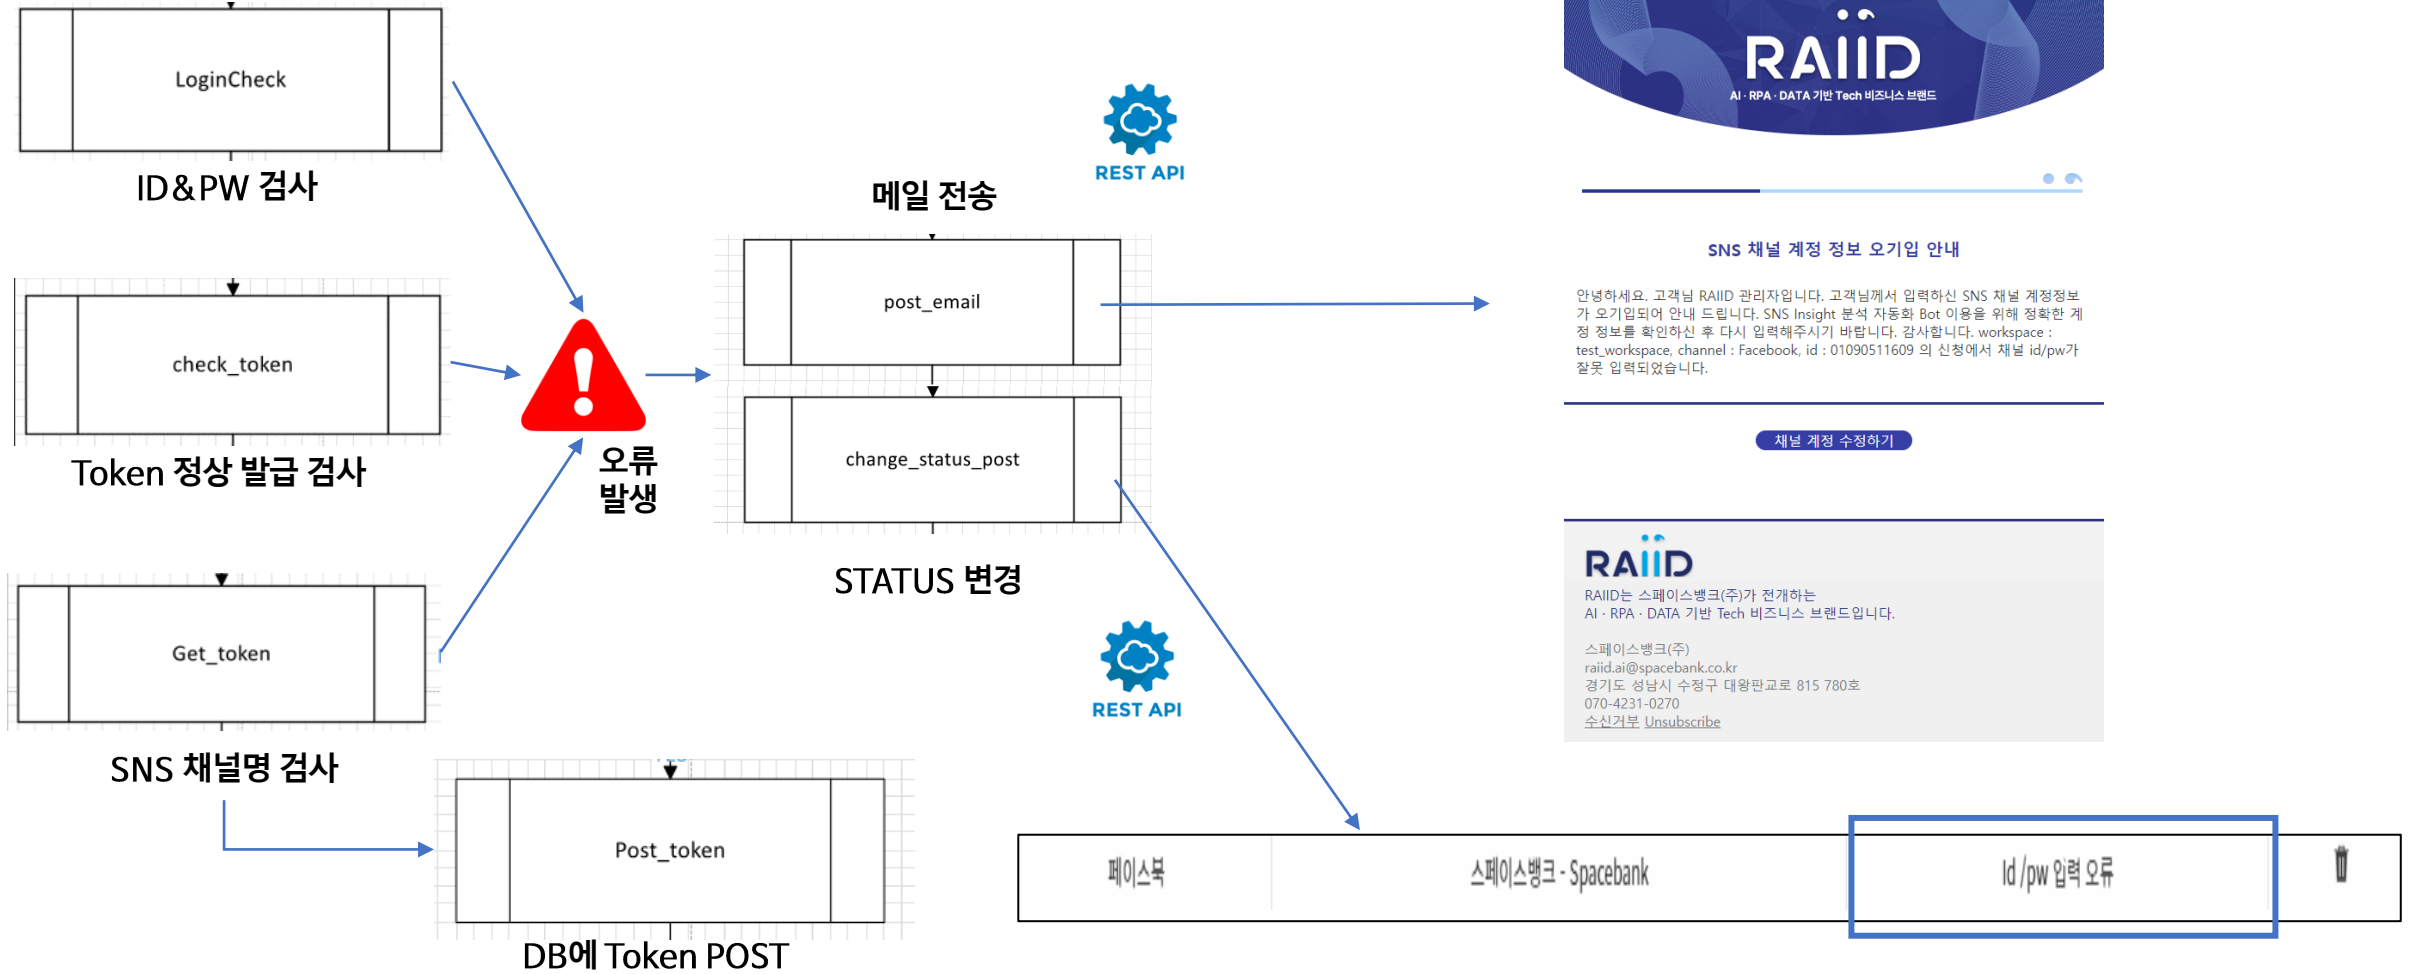 LoginCheck
ID&PW 검사
check_token
Token 정상 발급 검사
Get_token
SNS 채널명 검사
Post_token
DB에 Token POST
오류
발생
REST API
메일 전송
post_email
change_status_post
STATUS 변경
REST API
RAIID
AI · RPA · DATA 기반 Tech 비즈니스 브랜드
SNS 채널 계정 정보 오기입 안내
안녕하세요. 고객님 RAIID 관리자입니다. 고객님께서 입력하신 SNS 채널 계정정보
가 오기입되어 안내 드립니다. SNS Insight 분석 자동화 Bot 이용을 위해 정확한 계
정 정보를 확인하신 후 다시 입력해주시기 바랍니다. 감사합니다. workspace :
test_workspace, channel : Facebook, id : 01090511609 의 신청에서 채널 id/pw가
잘못 입력되었습니다.
채널 계정 수정하기
RAIID
RAIID는 스페이스뱅크(주)가 전개하는
AI · RPA · DATA 기반 Tech 비즈니스 브랜드입니다.
스페이스뱅크(주)
raiid.ai@spacebank.co.kr
경기도 성남시 수정구 대왕판교로 815 780호
070-4231-0270
수신거부 Unsubscribe
페이스북 스페이스뱅크 - Spacebank Id /pw 입력 오류